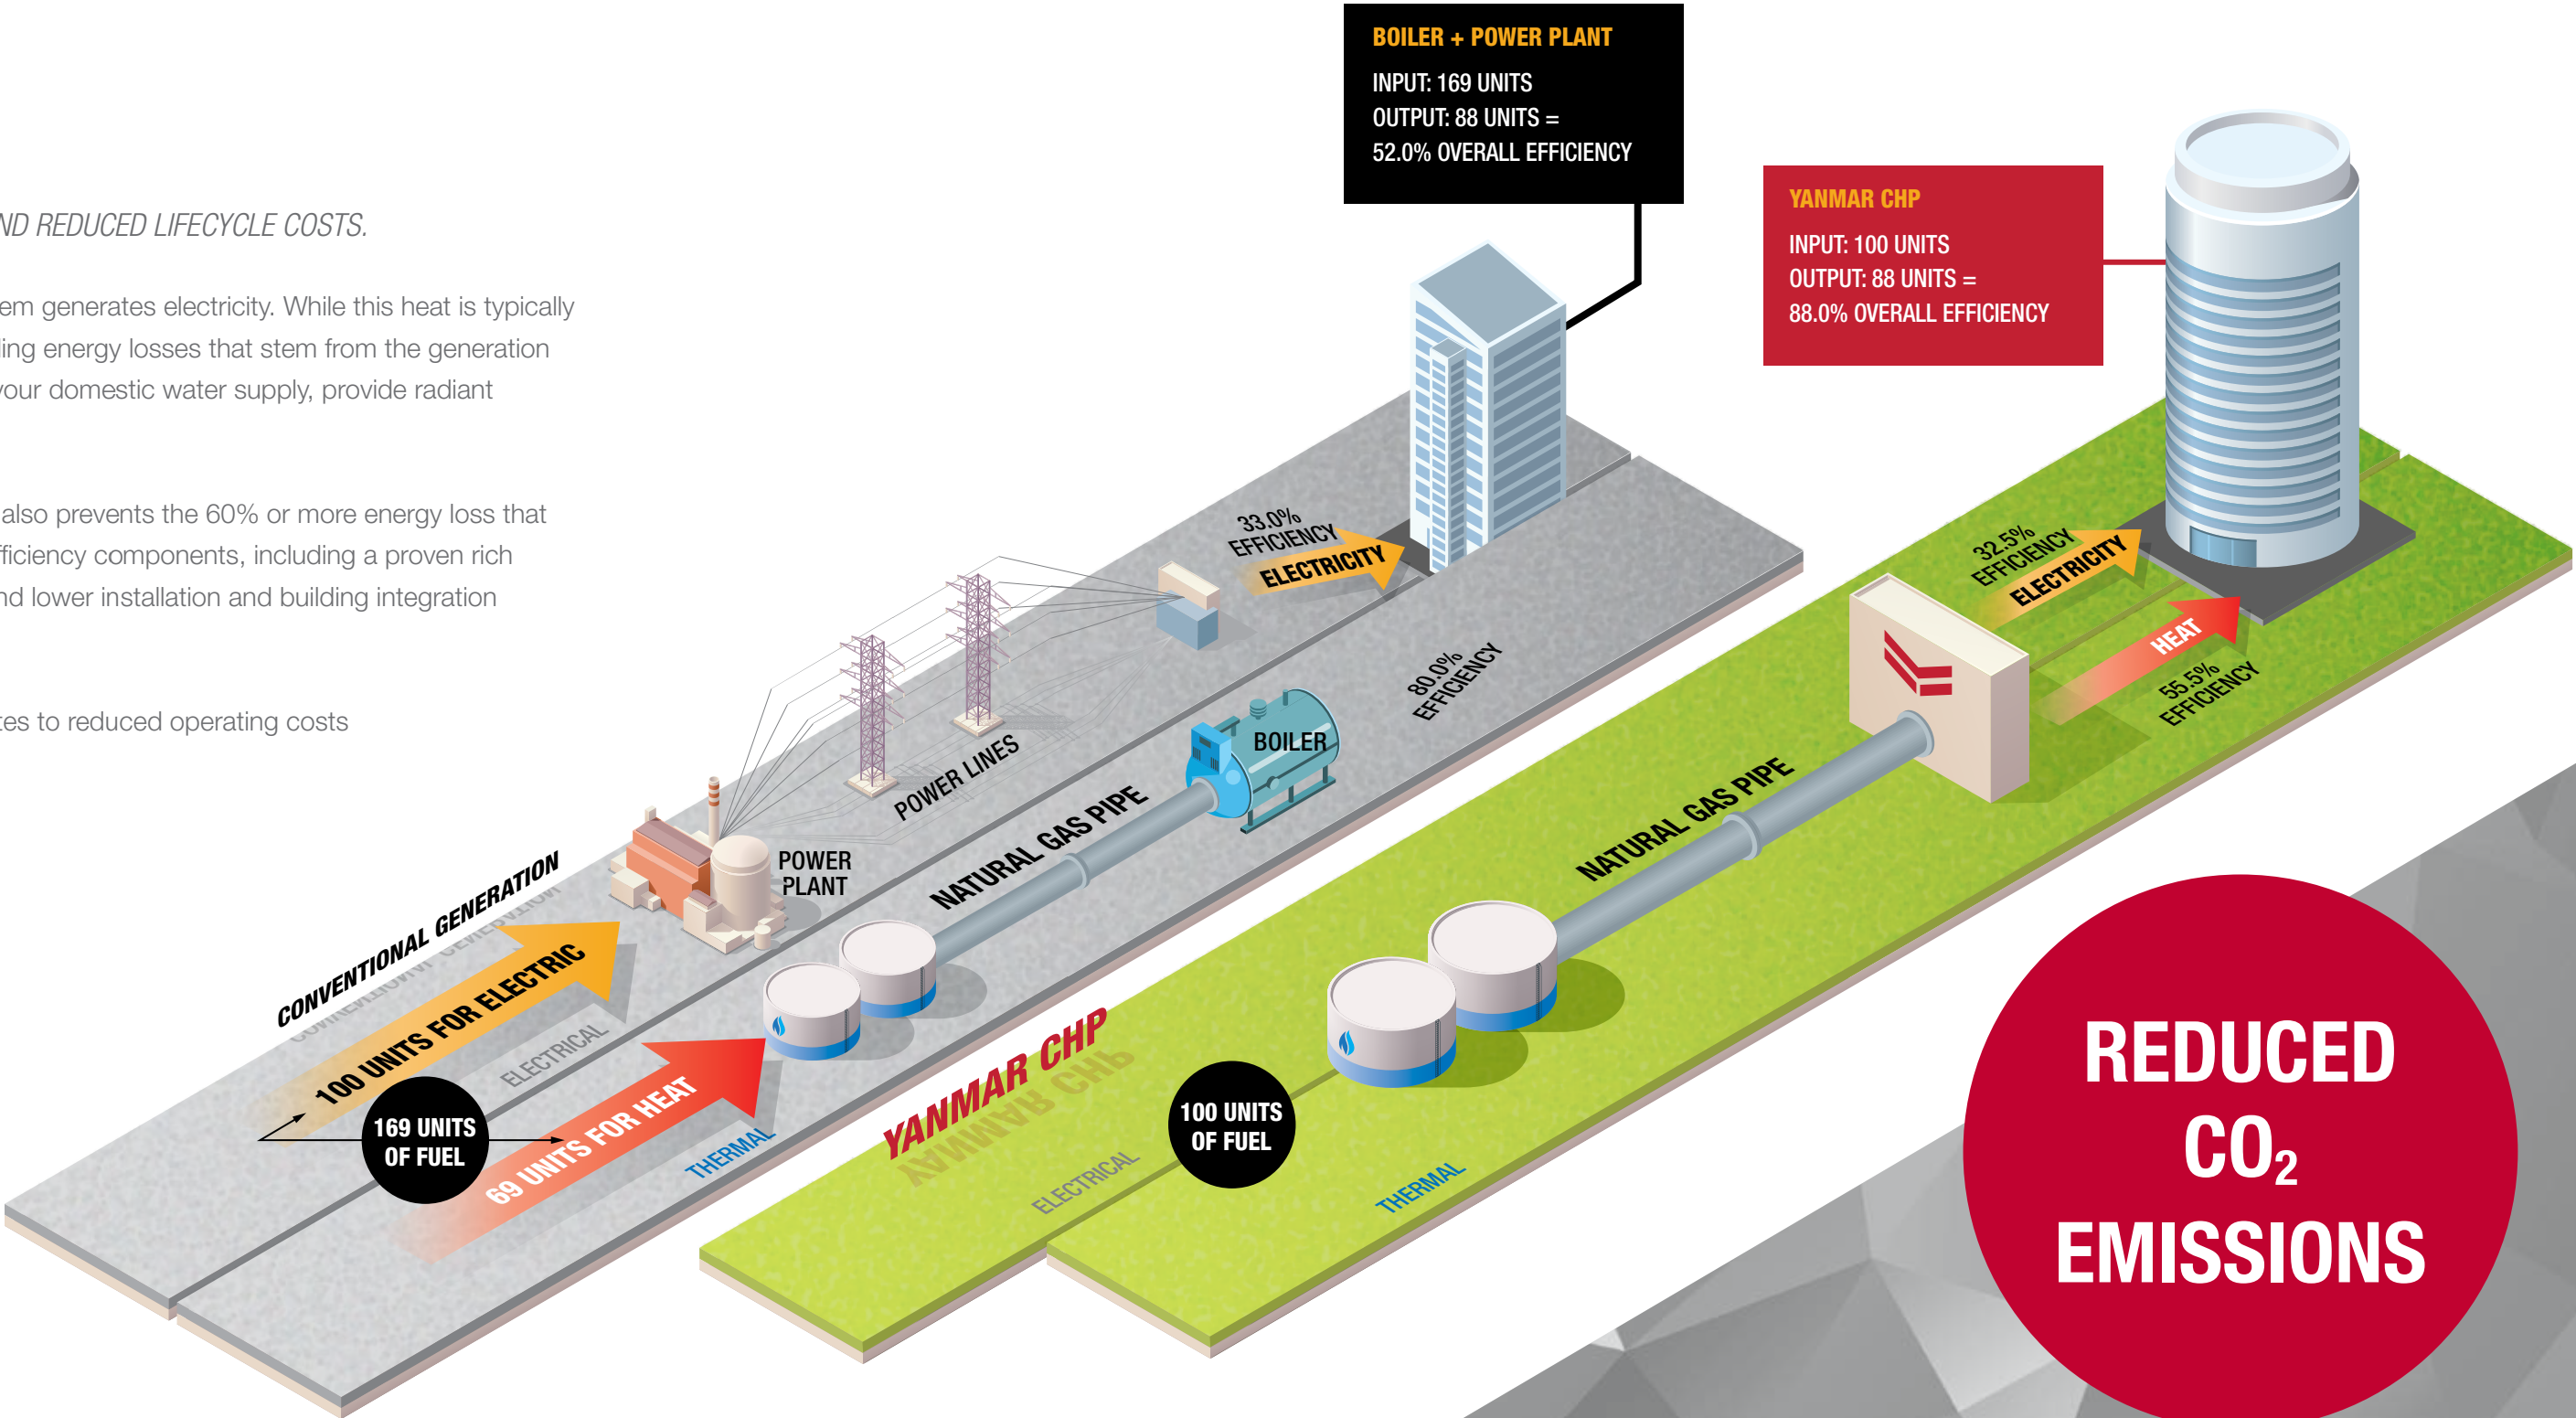 ND REDUCED LIFECYCLE COSTS.
em generates electricity. While this heat is typically
ling energy losses that stem from the generation
your domestic water supply, provide radiant
also prevents the 60% or more energy loss that
fficiency components, including a proven rich
nd lower installation and building integration
tes to reduced operating costs
BOILER + POWER PLANT
INPUT: 169 UNITS
OUTPUT: 88 UNITS =
52.0% OVERALL EFFICIENCY
YANMAR CHP
INPUT: 100 UNITS
OUTPUT: 88 UNITS =
88.0% OVERALL EFFICIENCY
CONVENTIONAL GENERATION
100 UNITS FOR ELECTRIC
ELECTRICAL
169 UNITS
OF FUEL
69 UNITS FOR HEAT
THERMAL
POWER
PLANT
POWER LINES
NATURAL GAS PIPE
BOILER
33.0%
EFFICIENCY
ELECTRICITY
80.0%
EFFICIENCY
YANMAR CHP
ELECTRICAL
100 UNITS
OF FUEL
THERMAL
NATURAL GAS PIPE
32.5%
EFFICIENCY
ELECTRICITY
HEAT
55.5%
EFFICIENCY
REDUCED
CO₂
EMISSIONS